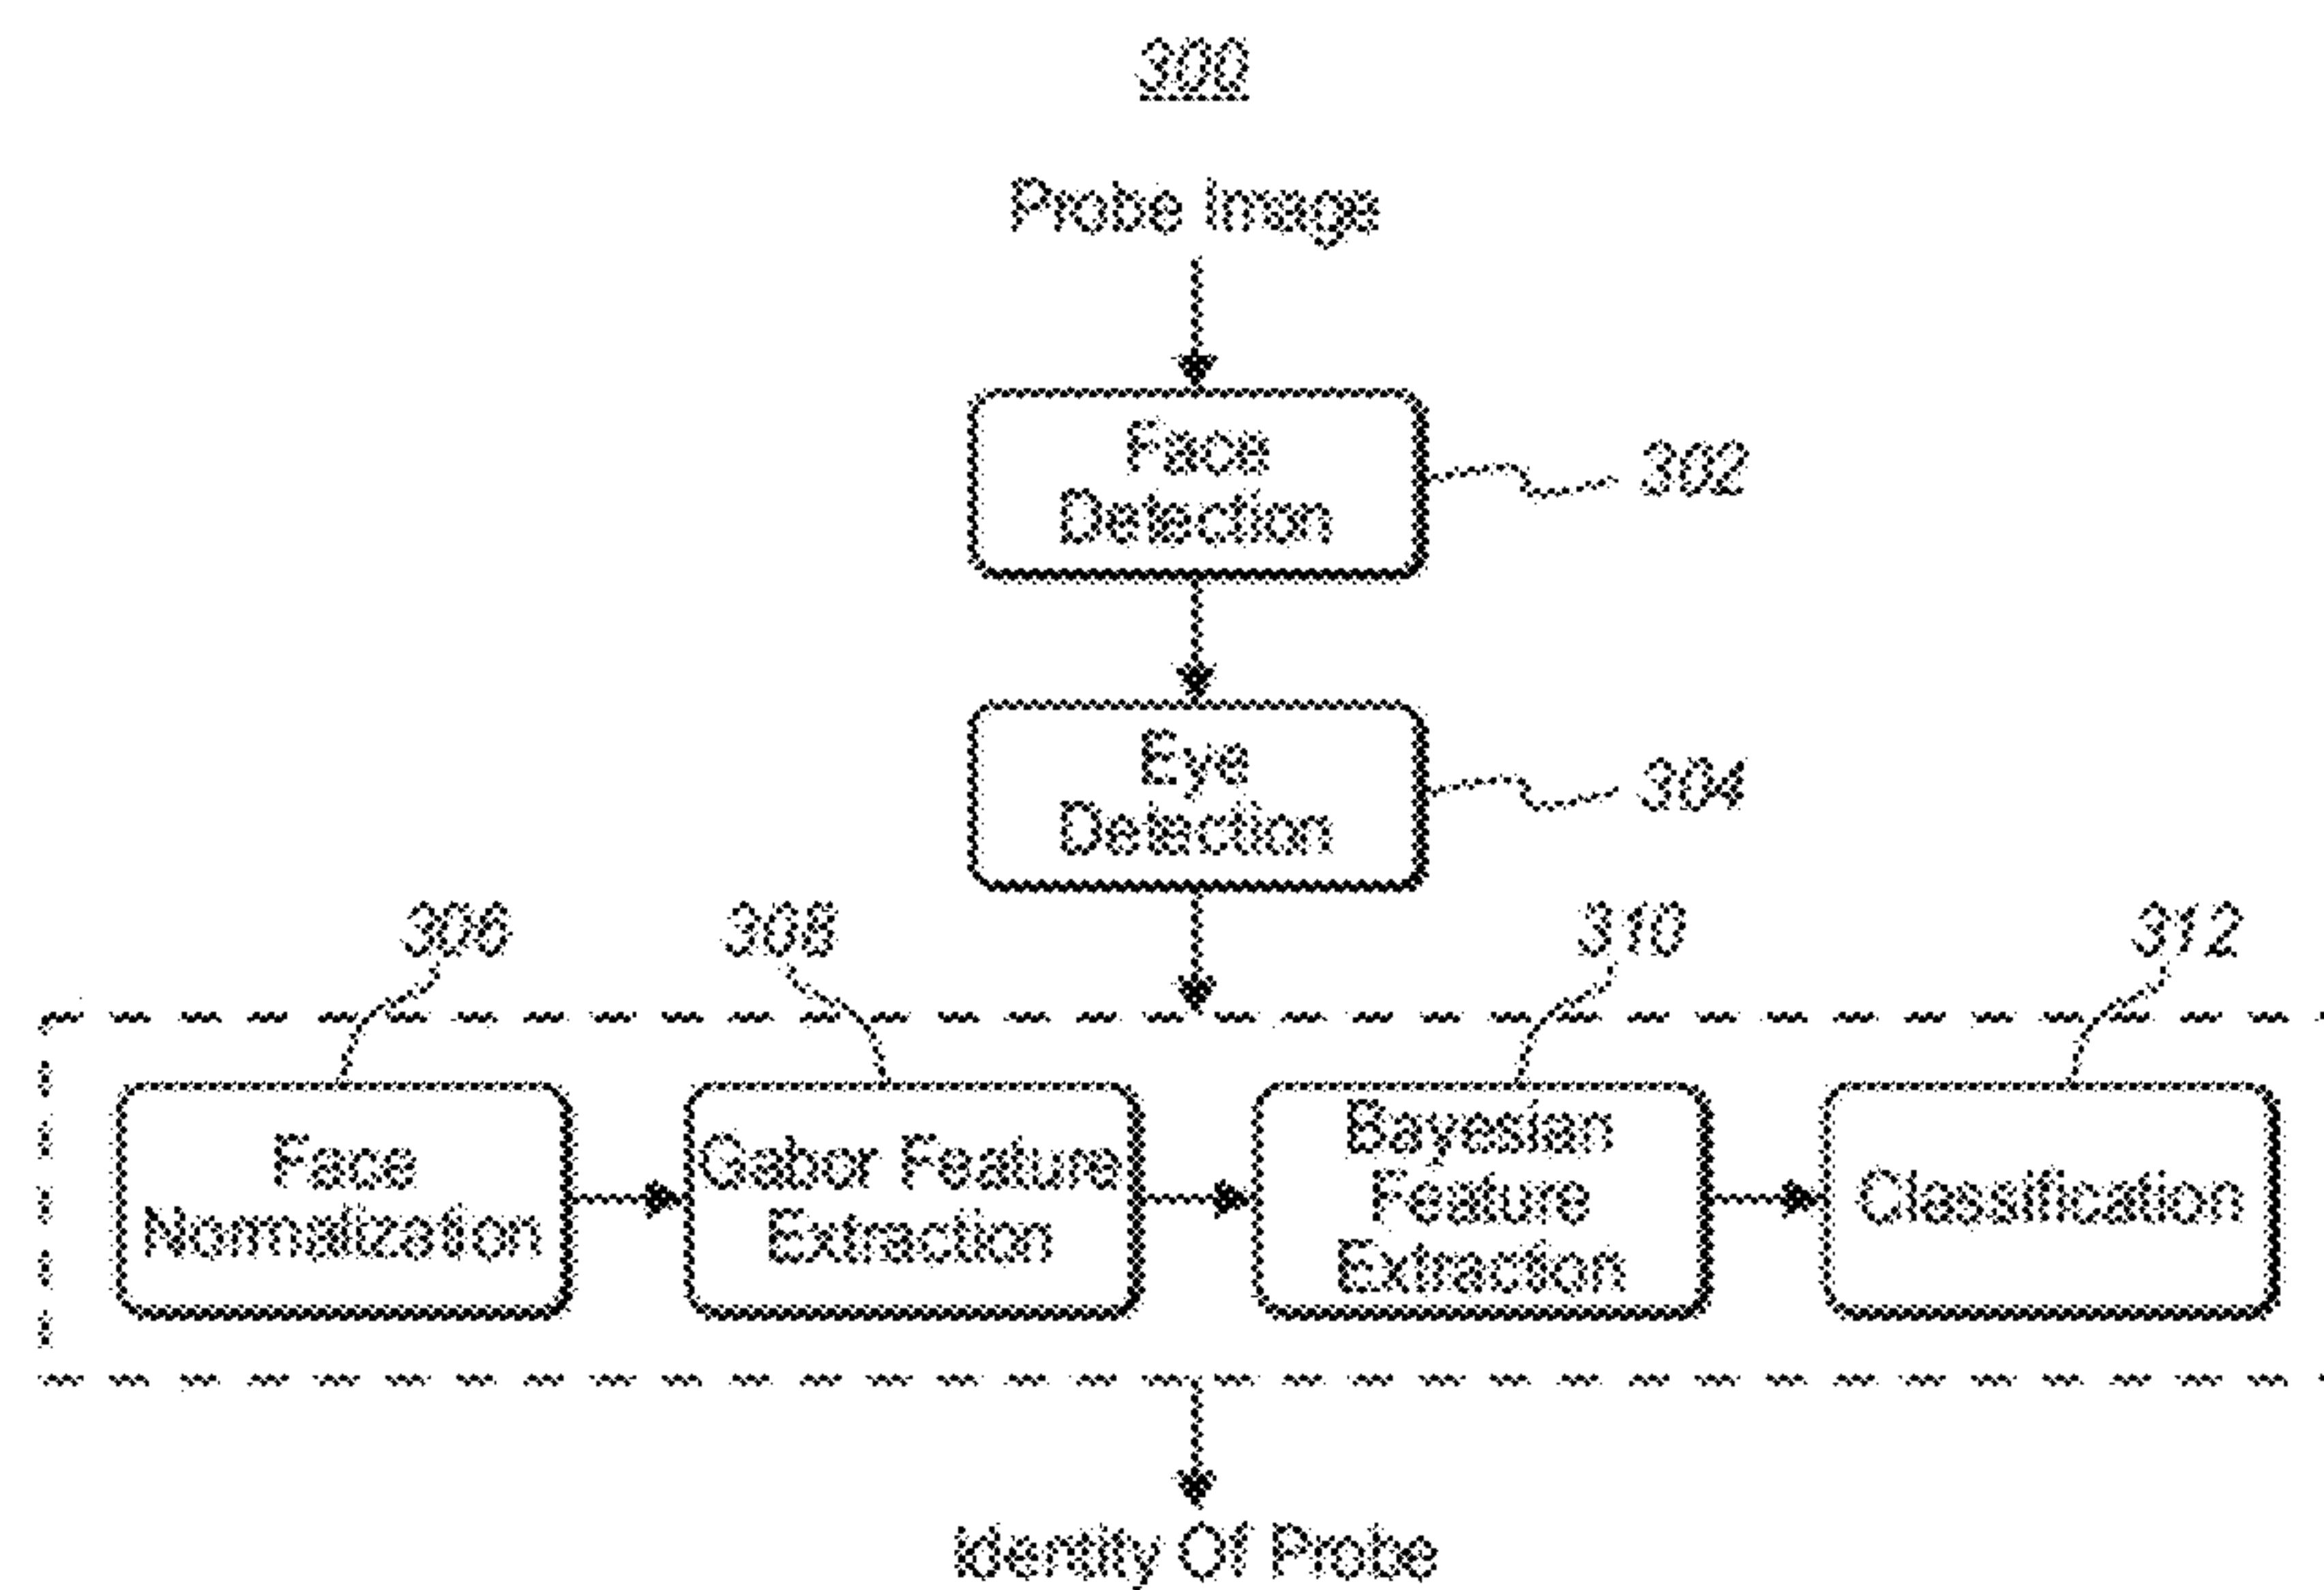 300
Probe Image
Face
Detection
302
Eye
Detection
304
306
308
310
312
Face
Normalization
Gabor Feature
Extraction
Bayesian
Feature
Extraction
Classification
Identity Of Probe